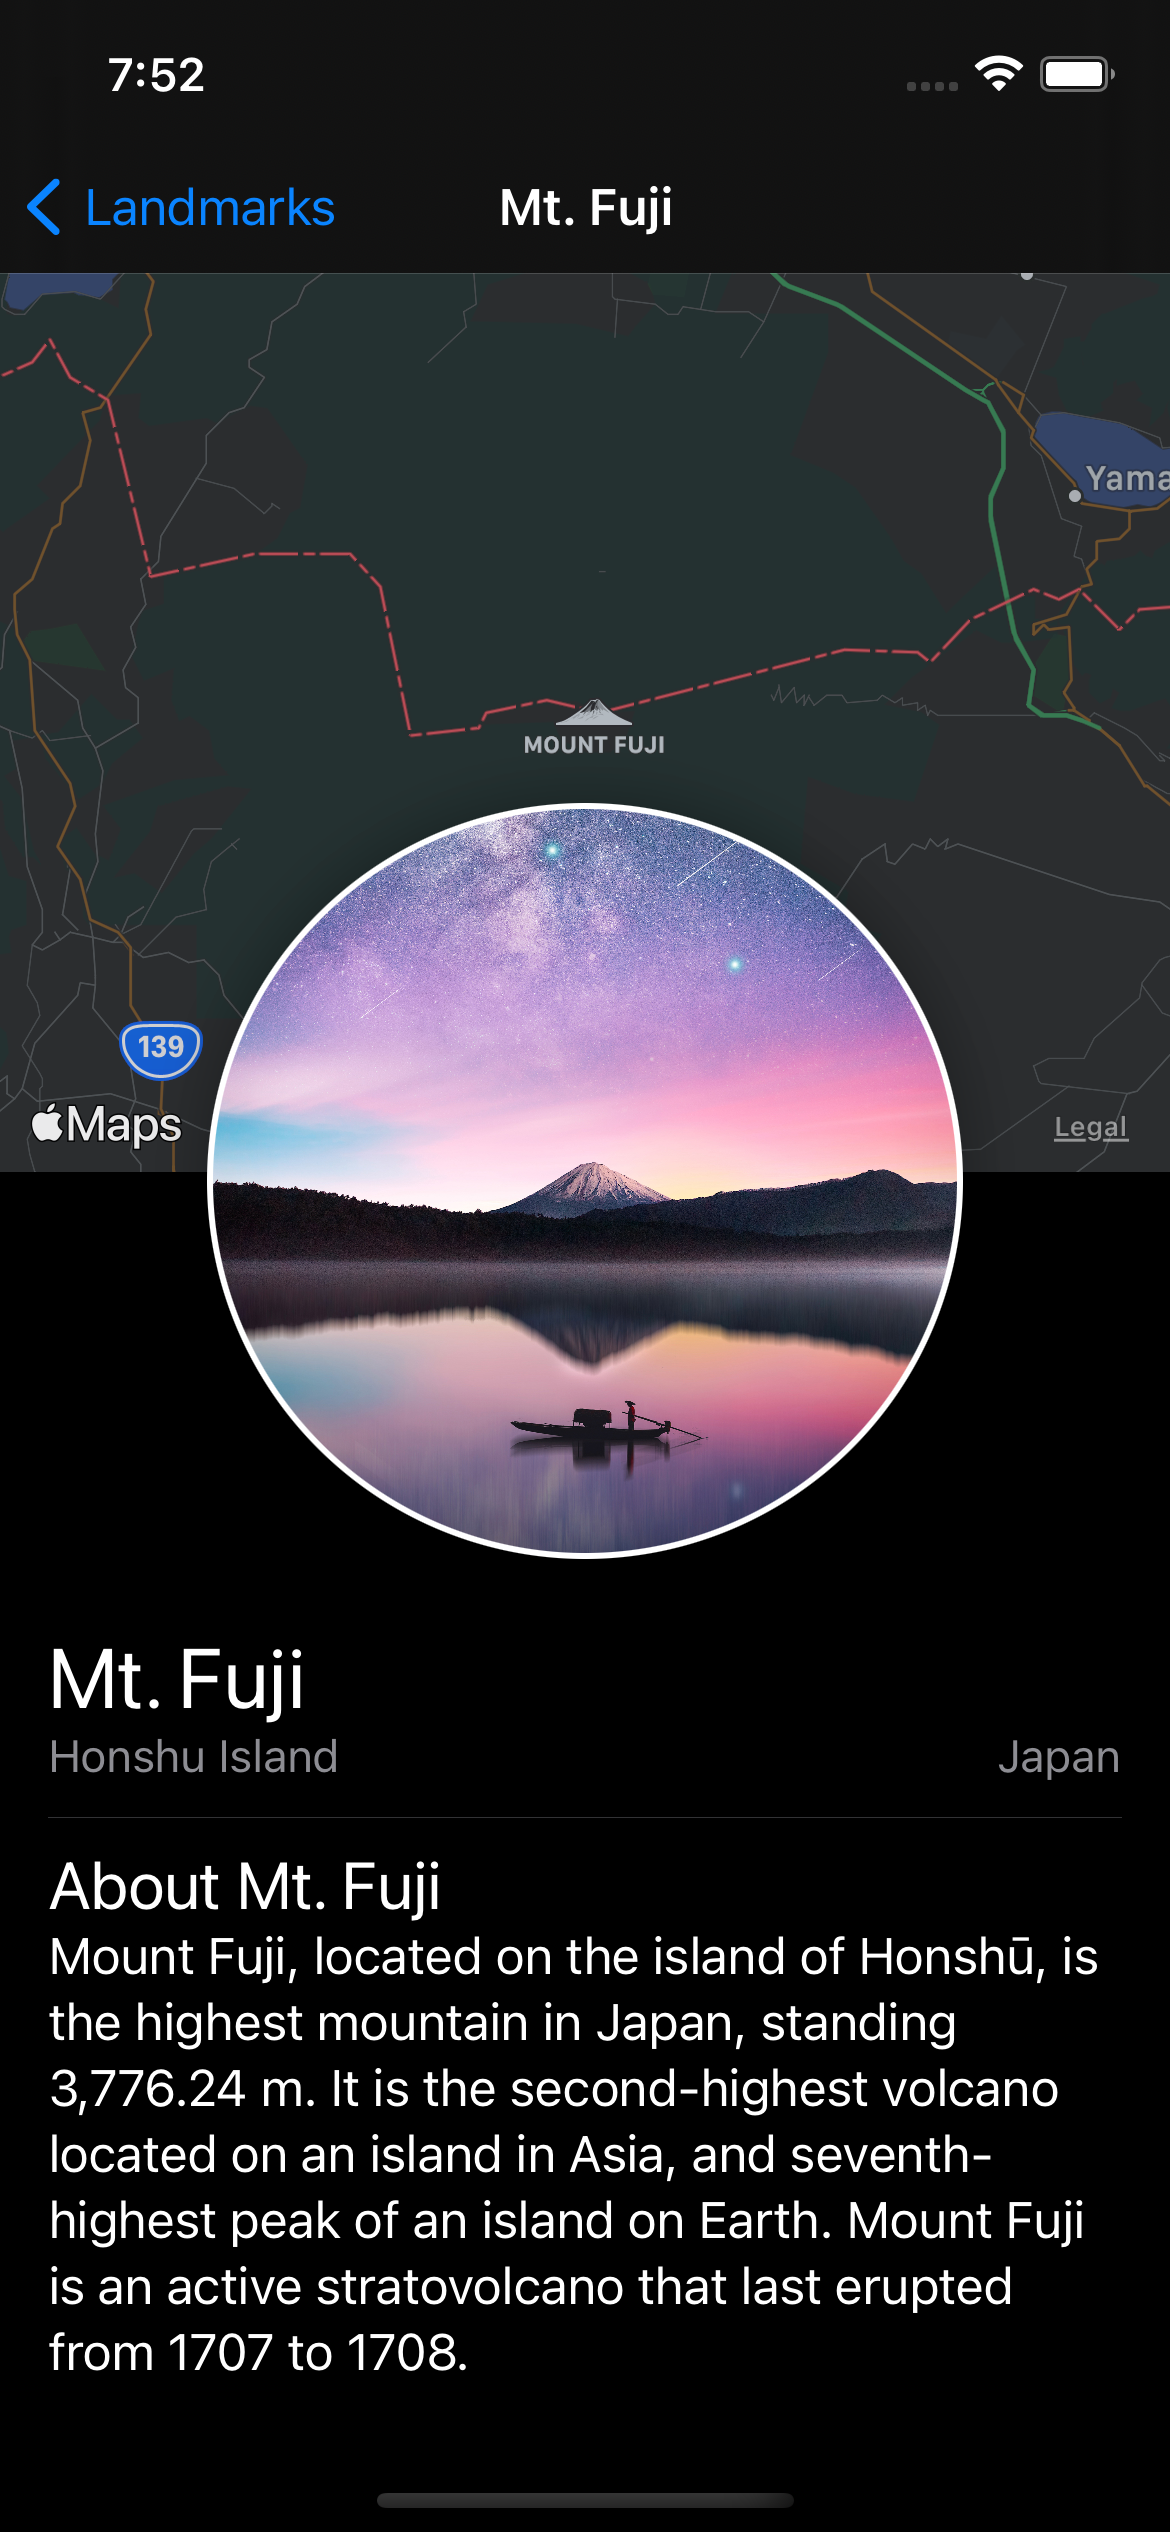 7:52
Landmarks
Mt. Fuji
Yama
MOUNT FUJI
139
Maps
Legal
Mt. Fuji
Honshu Island
Japan
About Mt. Fuji
Mount Fuji, located on the island of Honshū, is
the highest mountain in Japan, standing
3,776.24 m. It is the second-highest volcano
located on an island in Asia, and seventh-
highest peak of an island on Earth. Mount Fuji
is an active stratovolcano that last erupted
from 1707 to 1708.